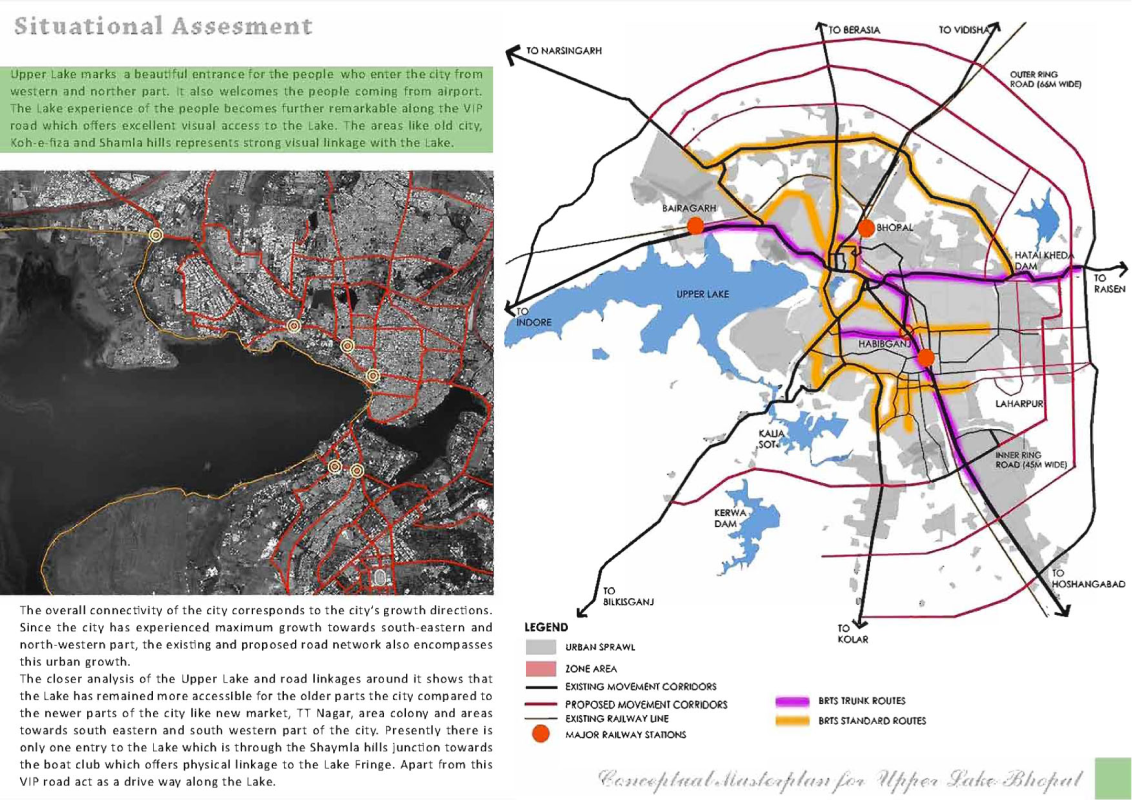 Situational Assesment
Upper Lake marks a beautiful entrance for the people who enter the city from
western and norther part. It also welcomes the people coming from airport.
The Lake experience of the people becomes further remarkable along the VIP
road which offers excellent visual access to the Lake. The areas like old city,
Koh-e-fiza and Shamla hills represents strong visual linkage with the Lake.
The overall connectivity of the city corresponds to the city's growth directions.
Since the city has experienced maximum growth towards south-eastern and
north-western part, the existing and proposed road network also encompasses
this urban growth.
The closer analysis of the Upper Lake and road linkages around it shows that
the Lake has remained more accessible for the older parts the city compared to
the newer parts of the city like new market, TT Nagar, area colony and areas
towards south eastern and south western part of the city. Presently there is
only one entry to the Lake which is through the Shaymla hills junction towards
the boat club which offers physical linkage to the Lake Fringe. Apart from this
VIP road act as a drive way along the Lake.
TO NARSINGARH
TO BERASIA
TO VIDISHA
OUTER RING
ROAD (66M WIDE)
BAIRAGARH
BHOPAL
HATAI KHEDA
DAM
TO
RAISEN
UPPER LAKE
TO
INDORE
HABIBGANJ
LAHARPUR
KALIA
SOT
INNER RING
ROAD (45M WIDE)
KERWA
DAM
TO
HOSHANGABAD
TO
BILKISGANJ
TO
KOLAR
LEGEND
URBAN SPRAWL
ZONE AREA
EXISTING MOVEMENT CORRIDORS
PROPOSED MOVEMENT CORRIDORS
EXISTING RAILWAY LINE
MAJOR RAILWAY STATIONS
BRTS TRUNK ROUTES
BRTS STANDARD ROUTES
Conceptual Masterplan for Upper Lake Bhopal